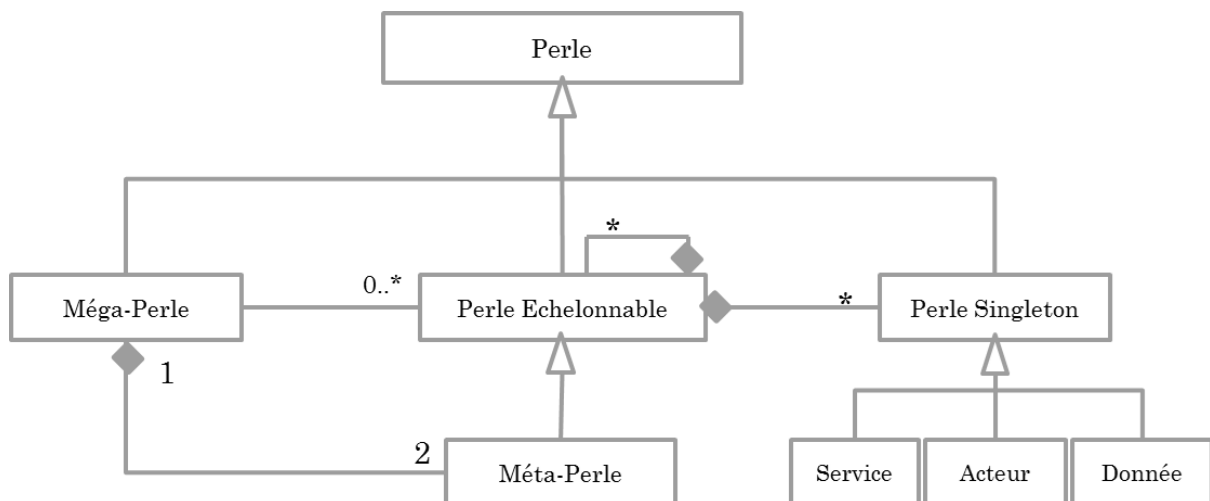 Perle
*
0..*
Méga-Perle
Perle Echelonnable
*
Perle Singleton
1
2
Méta-Perle
Service
Acteur
Donnée